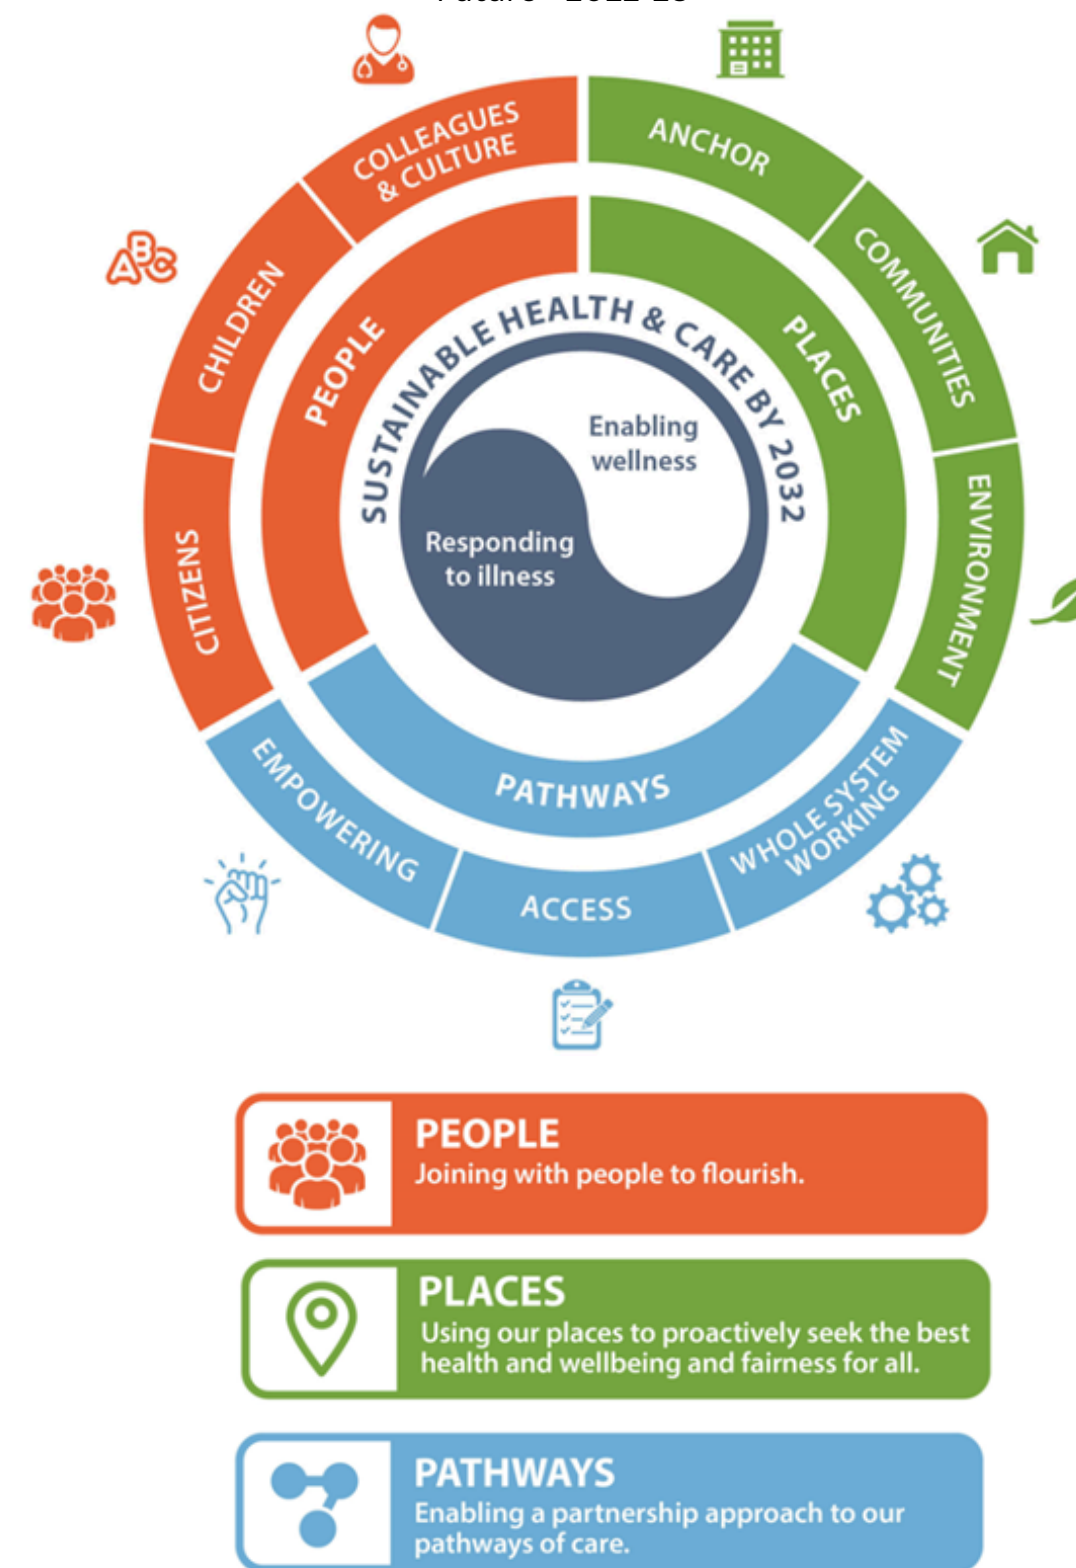 COLLEAGUES
& CULTURE
ANCHOR
CHILDREN
COMMUNITIES
CITIZENS
ENVIRONMENT
PEOPLE
PLACES
SUSTAINABLE HEALTH & CARE BY 2032
Enabling
wellness
Responding
to illness
PATHWAYS
EMPOWERING
ACCESS
WHOLE SYSTEM
WORKING
ABC
PEOPLE
Joining with people to flourish.
PLACES
Using our places to proactively seek the best
health and wellbeing and fairness for all.
PATHWAYS
Enabling a partnership approach to our
pathways of care.